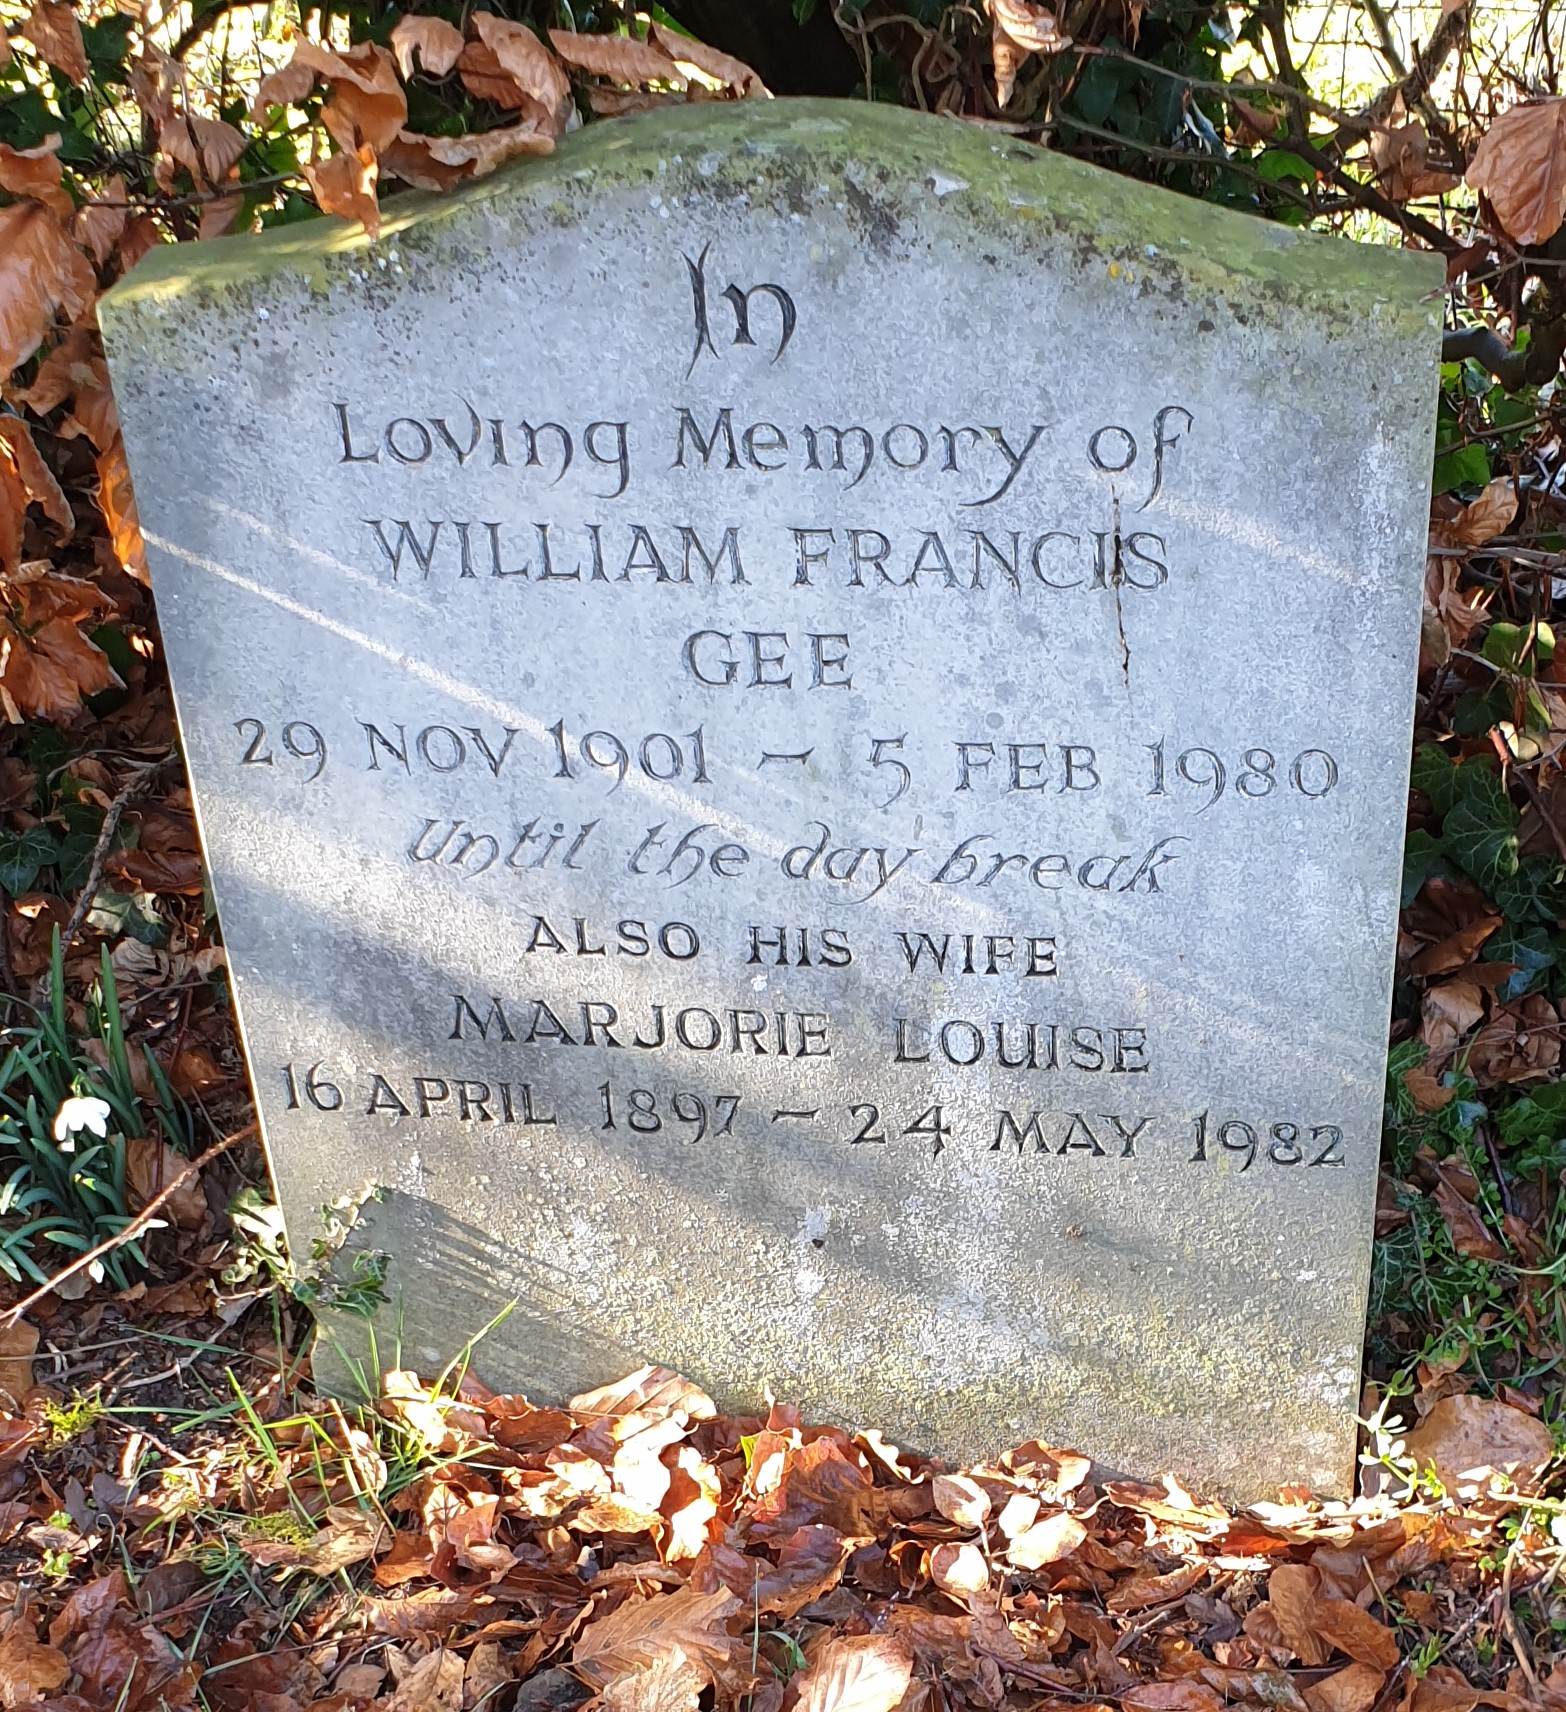 In
Loving Memory of
WILLIAM FRANCIS
GEE
29 NOV 1901 – 5 FEB 1980
Until the day break
ALSO HIS WIFE
MARJORIE LOUISE
16 APRIL 1897 – 24 MAY 1982